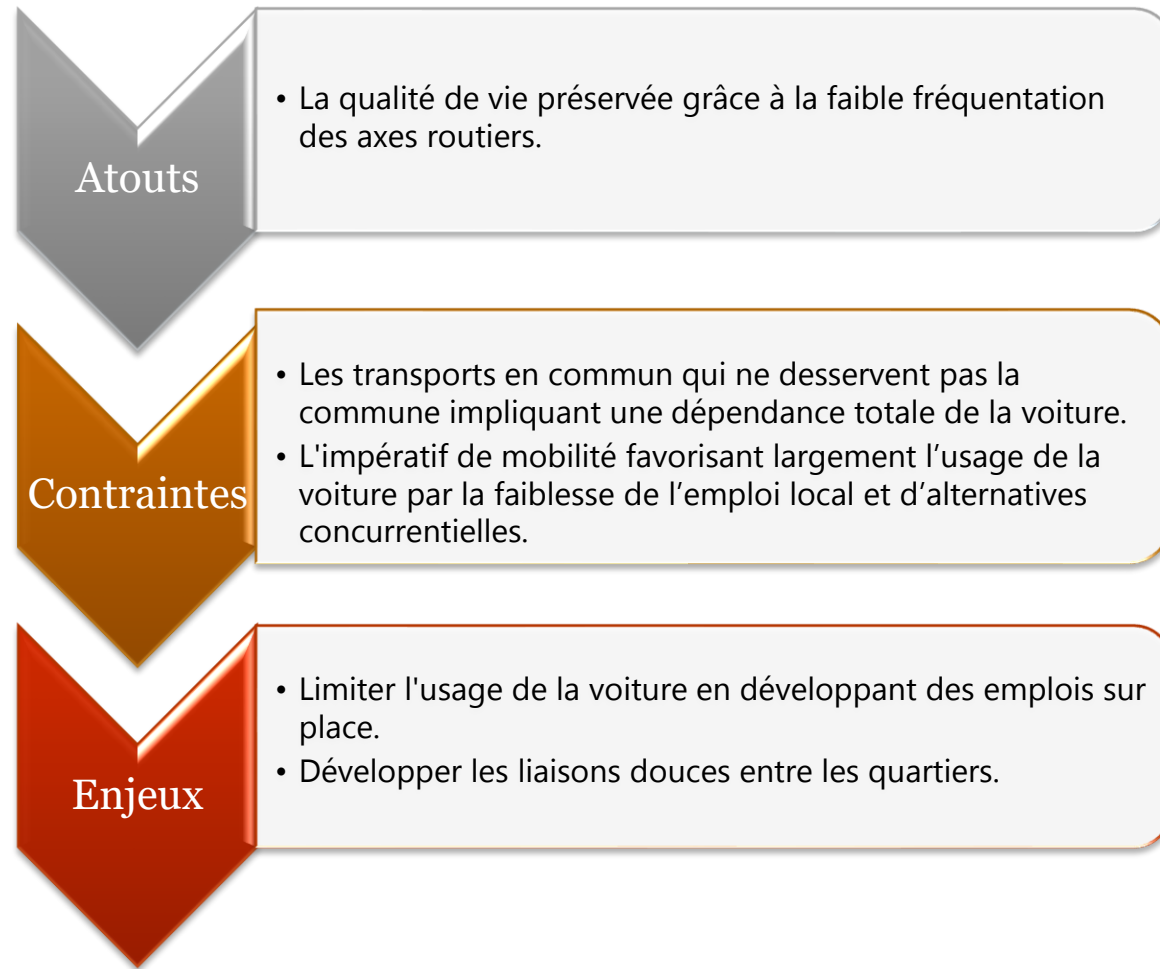 Atouts
• La qualité de vie préservée grâce à la faible fréquentation
des axes routiers.
Contraintes
• Les transports en commun qui ne desservent pas la
commune impliquant une dépendance totale de la voiture.
• L'impératif de mobilité favorisant largement l’usage de la
voiture par la faiblesse de l’emploi local et d’alternatives
concurrentielles.
Enjeux
• Limiter l'usage de la voiture en développant des emplois sur
place.
• Développer les liaisons douces entre les quartiers.